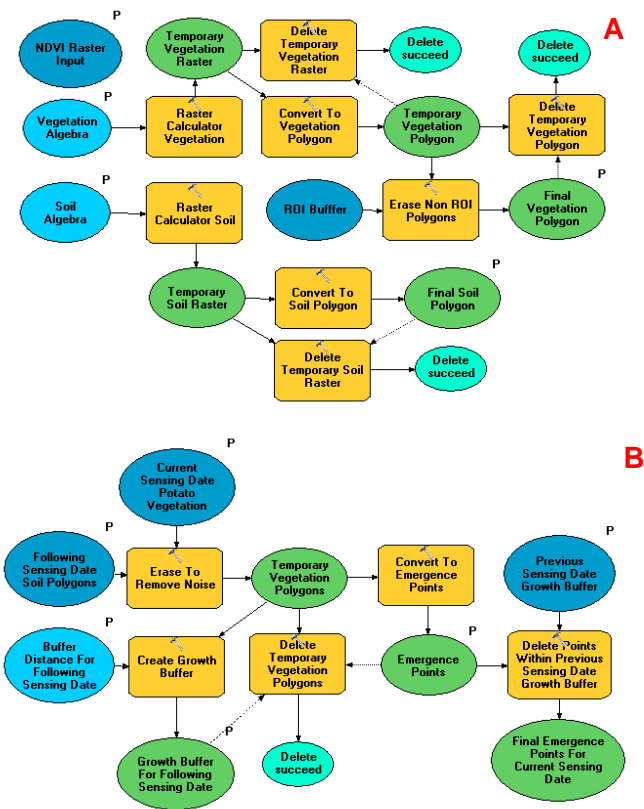 A
P
NDVI Raster
Input
Temporary
Vegetation
Raster
Delete
Temporary
Vegetation
Raster
Delete
succeed
Delete
succeed
P
Vegetation
Algebra
Raster
Calculator
Vegetation
Convert To
Vegetation
Polygon
Temporary
Vegetation
Polygon
Delete
Temporary
Vegetation
Polygon
P
Soil
Algebra
Raster
Calculator Soil
ROI Bufffer
Erase Non ROI
Polygons
P
Final
Vegetation
Polygon
Temporary
Soil Raster
Convert To
Soil Polygon
P
Final Soil
Polygon
Delete
Temporary Soil
Raster
Delete
succeed
B
P
Current
Sensing Date
Potato
Vegetation
P
Following
Sensing Date
Soil Polygons
Erase To
Remove Noise
Temporary
Vegetation
Polygons
Convert To
Emergence
Points
P
Previous
Sensing Date
Growth Buffer
P
Buffer
Distance For
Following
Sensing Date
Create Growth
Buffer
Delete
Temporary
Vegetation
Polygons
P
Emergence
Points
Delete Points
Within Previous
Sensing Date
Growth Buffer
P
Growth Buffer
For Following
Sensing Date
Delete
succeed
Final Emergence
Points For
Current Sensing
Date